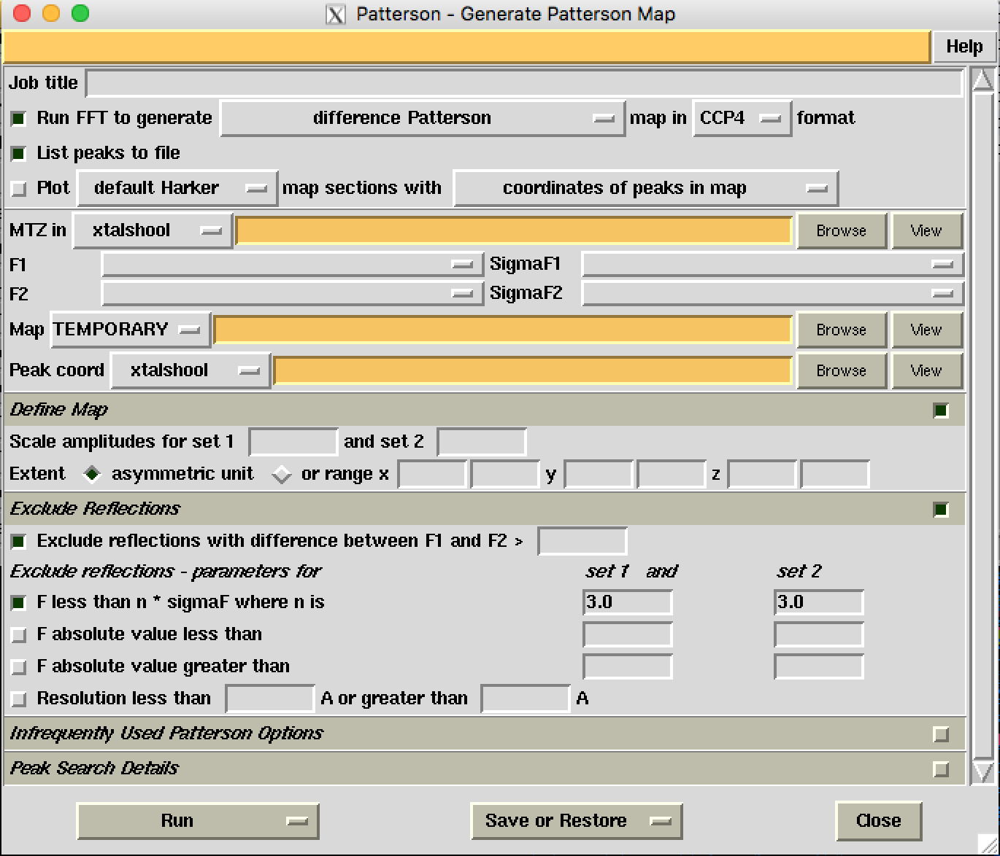 X Patterson - Generate Patterson Map
Help
Job title
Run FFT to generate difference Patterson map in CCP4 format
List peaks to file
Plot default Harker map sections with coordinates of peaks in map
MTZ in xtalshool Browse View
F1 SigmaF1
F2 SigmaF2
Map TEMPORARY Browse View
Peak coord xtalshool Browse View
Define Map
Scale amplitudes for set 1 and set 2
Extent asymmetric unit or range x y z
Exclude Reflections
Exclude reflections with difference between F1 and F2 >
Exclude reflections - parameters for set 1 and set 2
F less than n * sigmaF where n is 3.0 3.0
F absolute value less than
F absolute value greater than
Resolution less than A or greater than A
Infrequently Used Patterson Options
Peak Search Details
Run Save or Restore Close